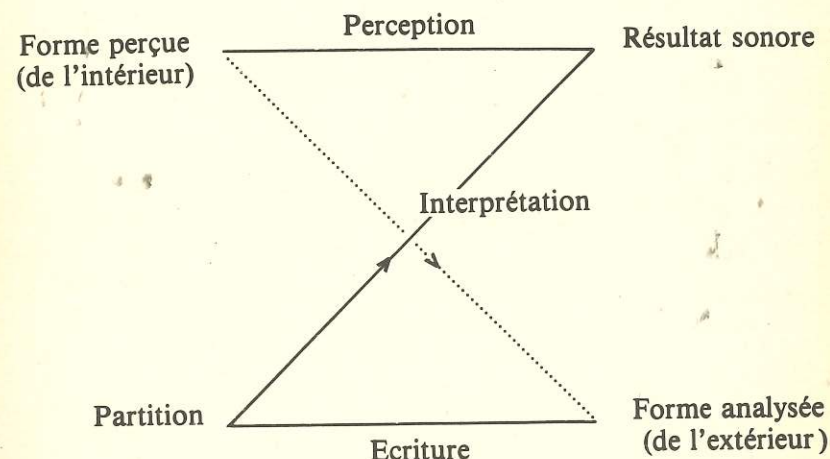 Perception
Forme perçue
(de l'intérieur)
Résultat sonore
Interprétation
Partition
Ecriture
Forme analysée
(de l'extérieur)